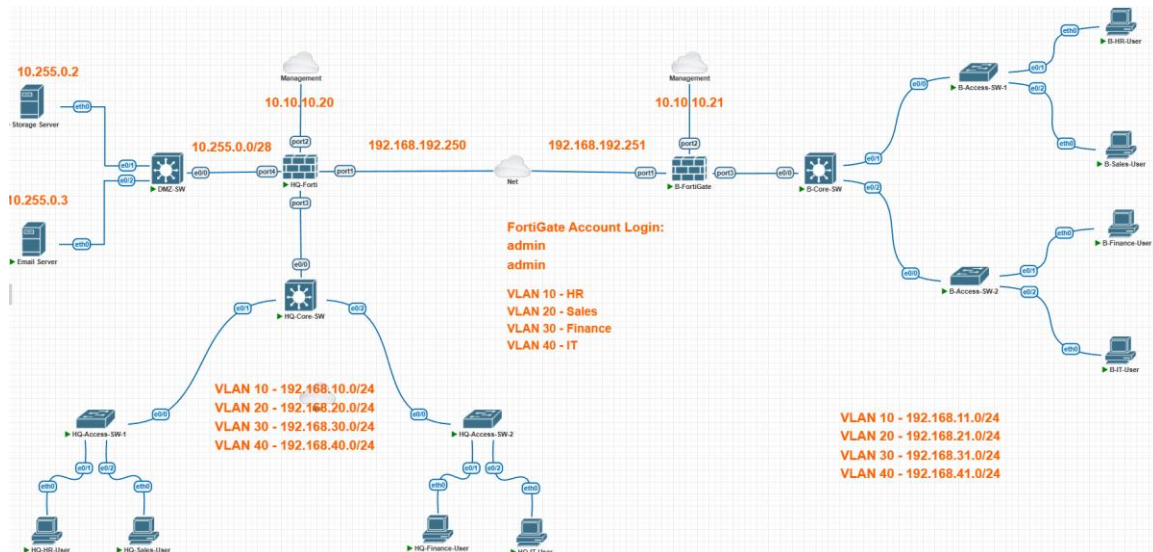 10.255.0.2
Storage Server
eth0
10.255.0.3
Email Server
eth0
e0/1
e0/2
DMZ-SW
e0/0
10.255.0.0/28
port4
Management
10.10.10.20
port2
HQ-Forti
port1
port3
192.168.192.250
Net
192.168.192.251
Management
10.10.10.21
port2
port1
B-FortiGate
port3
e0/0
B-Core-SW
e0/1
e0/2
e0/0
B-Access-SW-1
e0/1
e0/2
eth0
B-HR-User
eth0
B-Sales-User
e0/0
B-Access-SW-2
e0/1
e0/2
eth0
B-Finance-User
eth0
B-IT-User
FortiGate Account Login:
admin
admin
VLAN 10 - HR
VLAN 20 - Sales
VLAN 30 - Finance
VLAN 40 - IT
e0/0
HQ-Core-SW
e0/1
e0/2
VLAN 10 - 192.168.10.0/24
VLAN 20 - 192.168.20.0/24
VLAN 30 - 192.168.30.0/24
VLAN 40 - 192.168.40.0/24
e0/0
HQ-Access-SW-1
e0/1
e0/2
eth0
eth0
HQ-HR-User
HQ-Sales-User
e0/0
HQ-Access-SW-2
e0/1
e0/2
eth0
eth0
HQ-Finance-User
HQ-IT-User
VLAN 10 - 192.168.11.0/24
VLAN 20 - 192.168.21.0/24
VLAN 30 - 192.168.31.0/24
VLAN 40 - 192.168.41.0/24